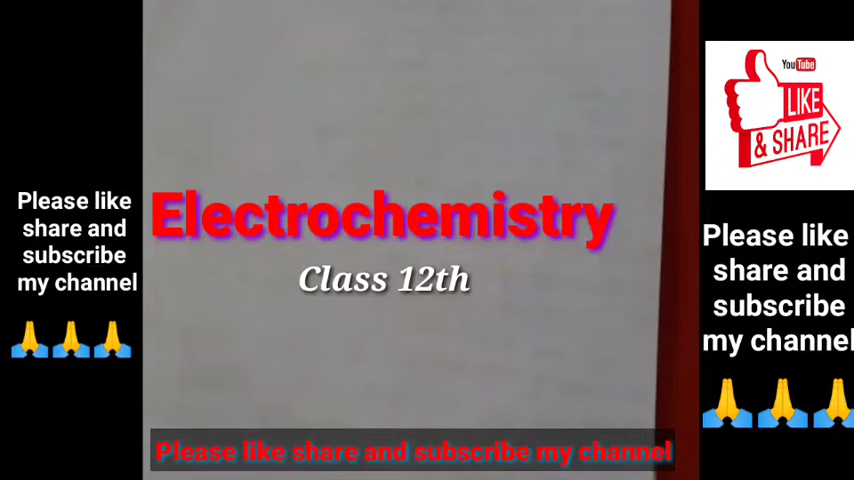 Please like
share and
subscribe
my channel
Electrochemistry
Class 12th
Please like share and subscribe my channel
YouTube
LIKE
& SHARE
Please like
share and
subscribe
my channel